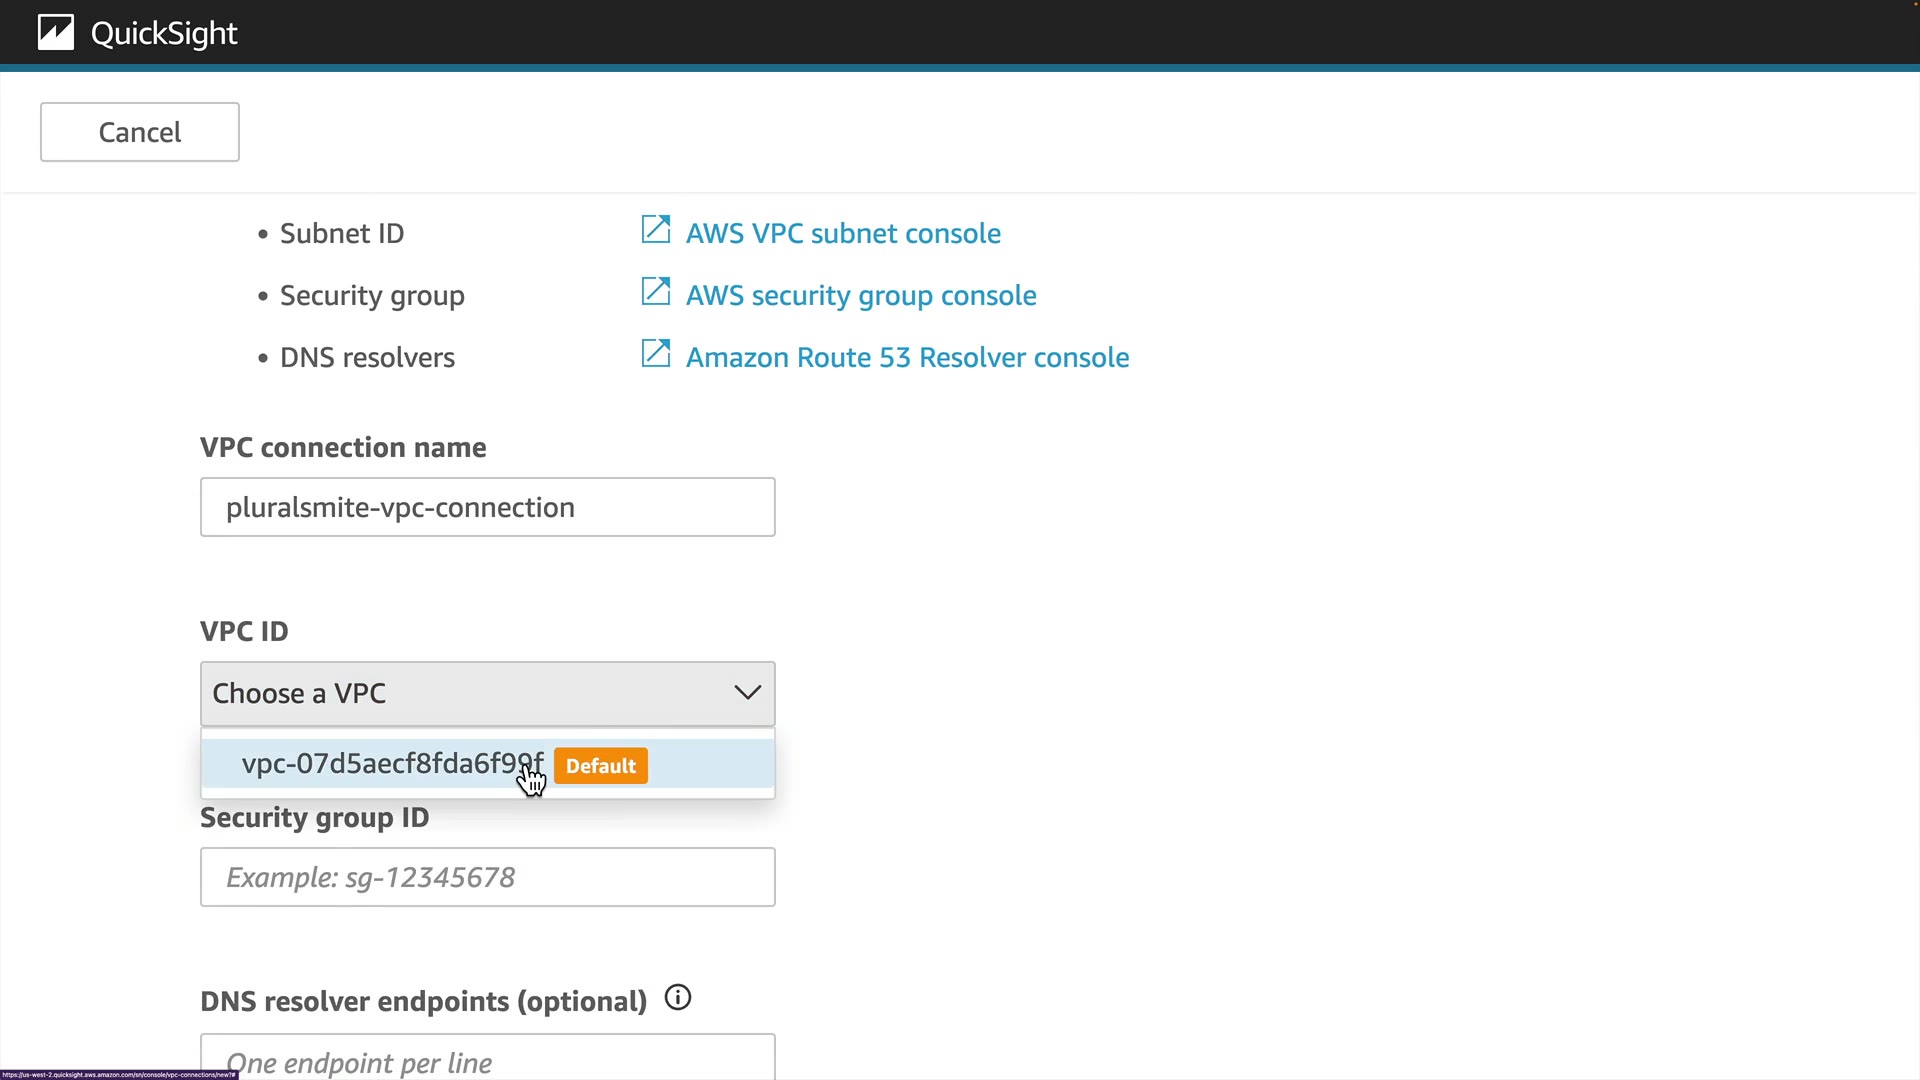 QuickSight
Cancel
• Subnet ID AWS VPC subnet console
• Security group AWS security group console
• DNS resolvers Amazon Route 53 Resolver console
VPC connection name
pluralsmite-vpc-connection
VPC ID
Choose a VPC
vpc-07d5aecf8fda6f99f Default
Security group ID
Example: sg-12345678
DNS resolver endpoints (optional)
One endpoint per line
https://us-west-2.quicksight.aws.amazon.com/sn/console/vpc-connections/new?#